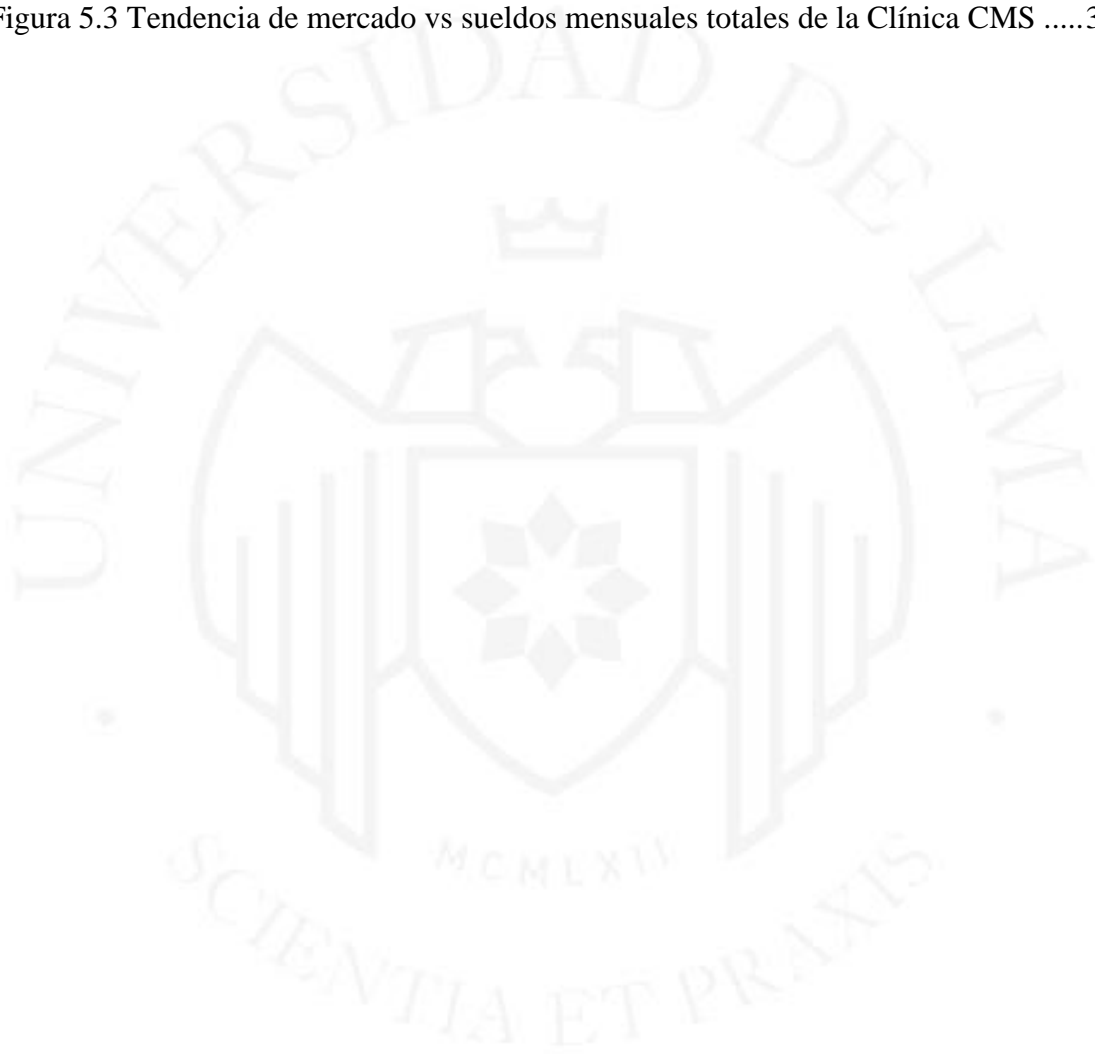 Figura 5.3 Tendencia de mercado vs sueldos mensuales totales de la Clínica CMS .....3
UNIVERSIDAD DE LIMA
MCMLXII
SCIENTIA ET PRAXIS